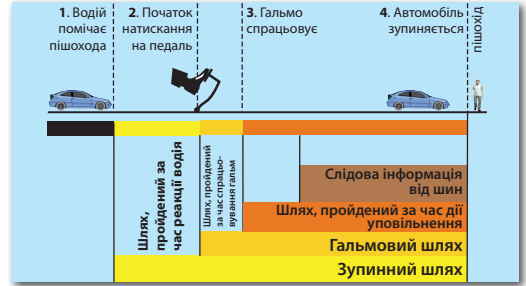 1. Водій
помічає
пішохода
2. Початок
натискання
на педаль
3. Гальмо
спрацьовує
4. Автомобіль
зупиняється
пішохід
Шлях,
пройдений за
час реакції водія
Шлях, пройдений
за час спрацьо-
вування гальм
Слідова інформація
від шин
Шлях, пройдений за час дії
уповільнення
Гальмовий шлях
Зупинний шлях